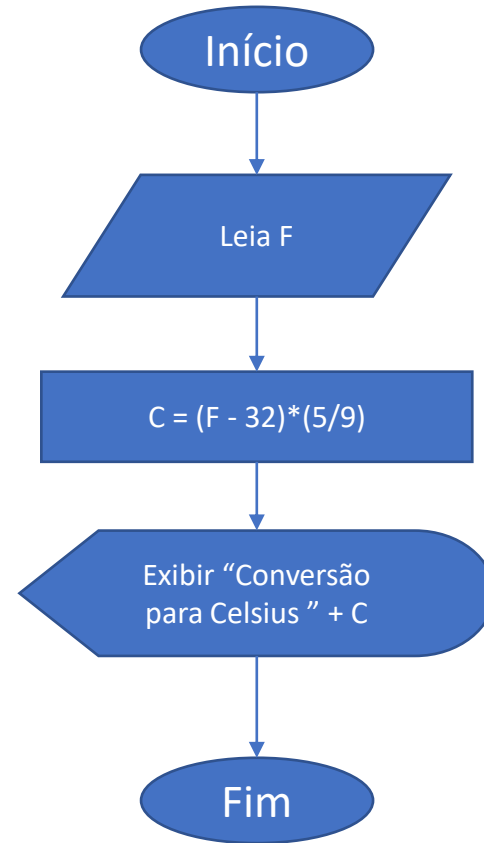 Início
Leia F
C = (F - 32)*(5/9)
Exibir “Conversão
para Celsius ” + C
Fim